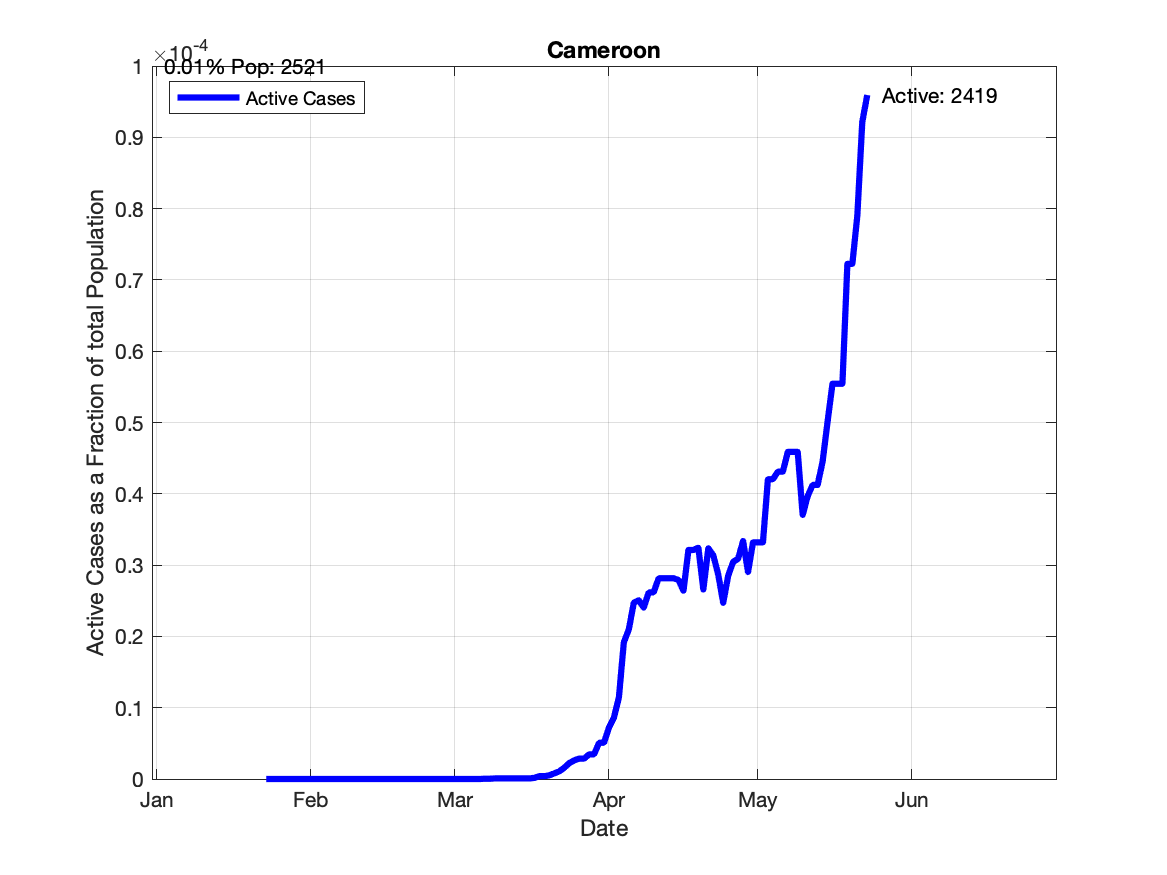 Cameroon
×10-4
0.01% Pop: 2521
Active Cases
Active: 2419
1
0.9
0.8
0.7
0.6
0.5
0.4
0.3
0.2
0.1
0
Active Cases as a Fraction of total Population
Jan Feb Mar Apr May Jun
Date